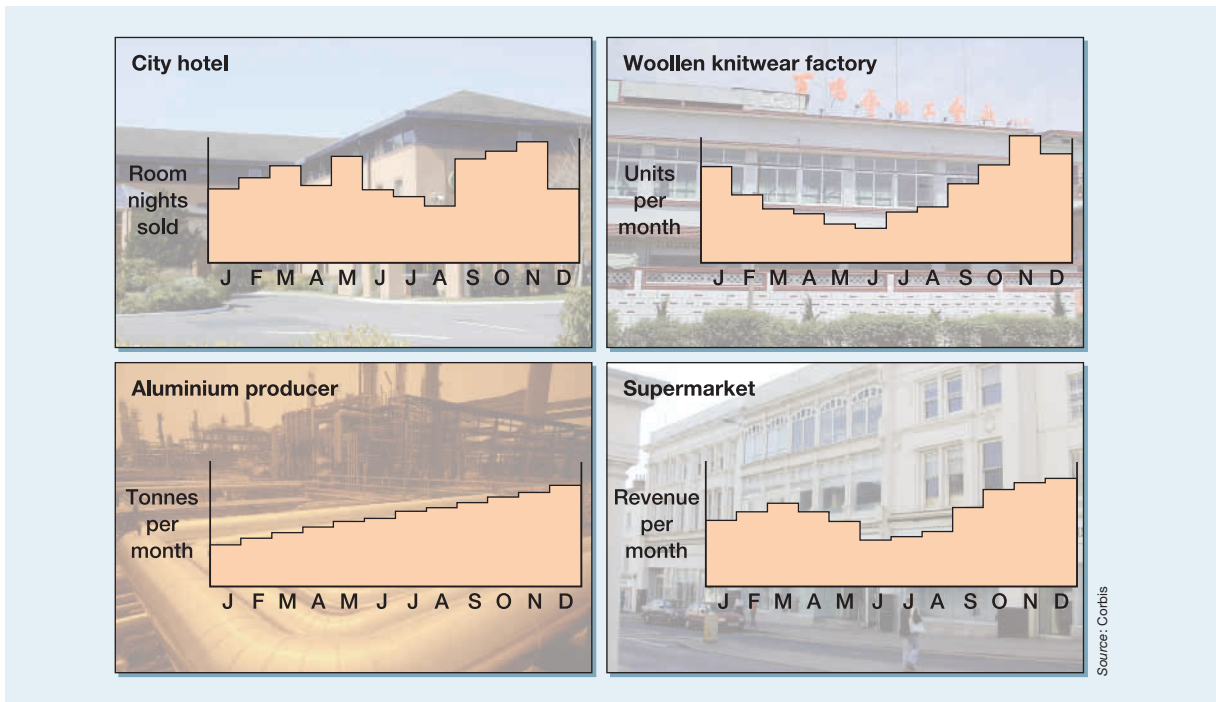 City hotel
Room
nights
sold
J F M A M J J A S O N D
Woollen knitwear factory
Units
per
month
J F M A M J J A S O N D
Aluminium producer
Tonnes
per
month
J F M A M J J A S O N D
Supermarket
Revenue
per
month
J F M A M J J A S O N D
Source: Corbis